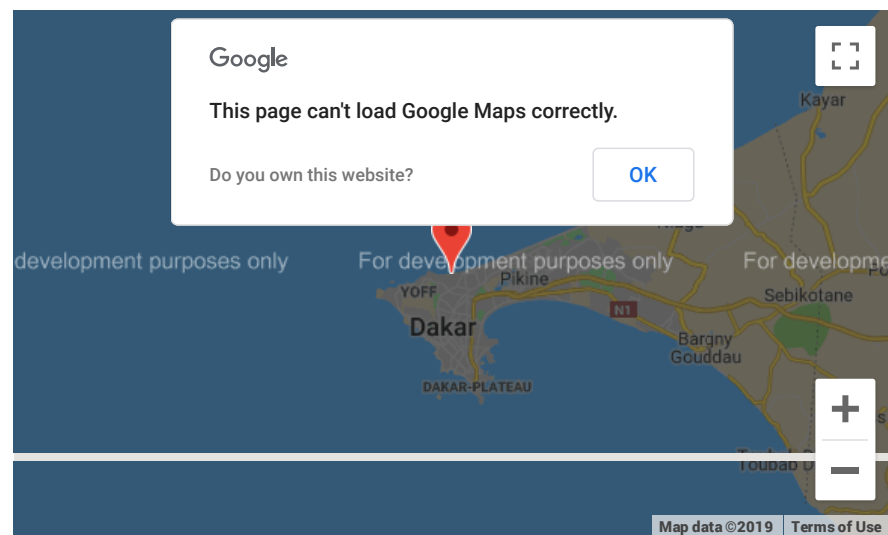 Google
This page can't load Google Maps correctly.
Do you own this website?
OK
Kayar
development purposes only
For development purposes only
For developme
Pikine
YOFF
Sebikotane
N1
Dakar
Bargny
Gouddau
DAKAR-PLATEAU
Toubab D
Map data ©2019
Terms of Use